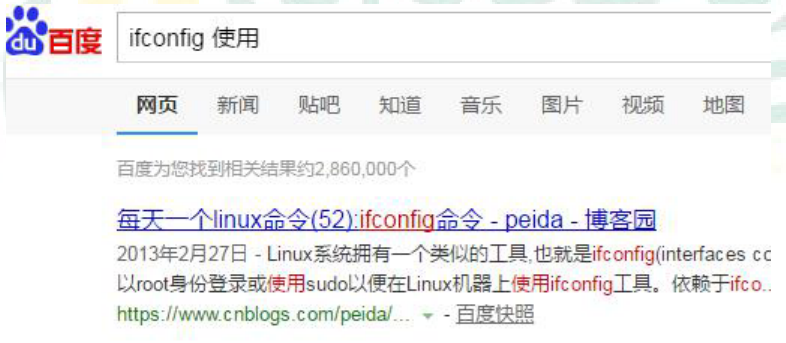 du 百度
ifconfig 使用
网页 新闻 贴吧 知道 音乐 图片 视频 地图
百度为您找到相关结果约2,860,000个
每天一个linux命令(52):ifconfig命令 - peida - 博客园
2013年2月27日 - Linux系统拥有一个类似的工具,也就是ifconfig(interfaces cc
以root身份登录或使用sudo以便在Linux机器上使用ifconfig工具。依赖于ifco..
https://www.cnblogs.com/peida/... - 百度快照